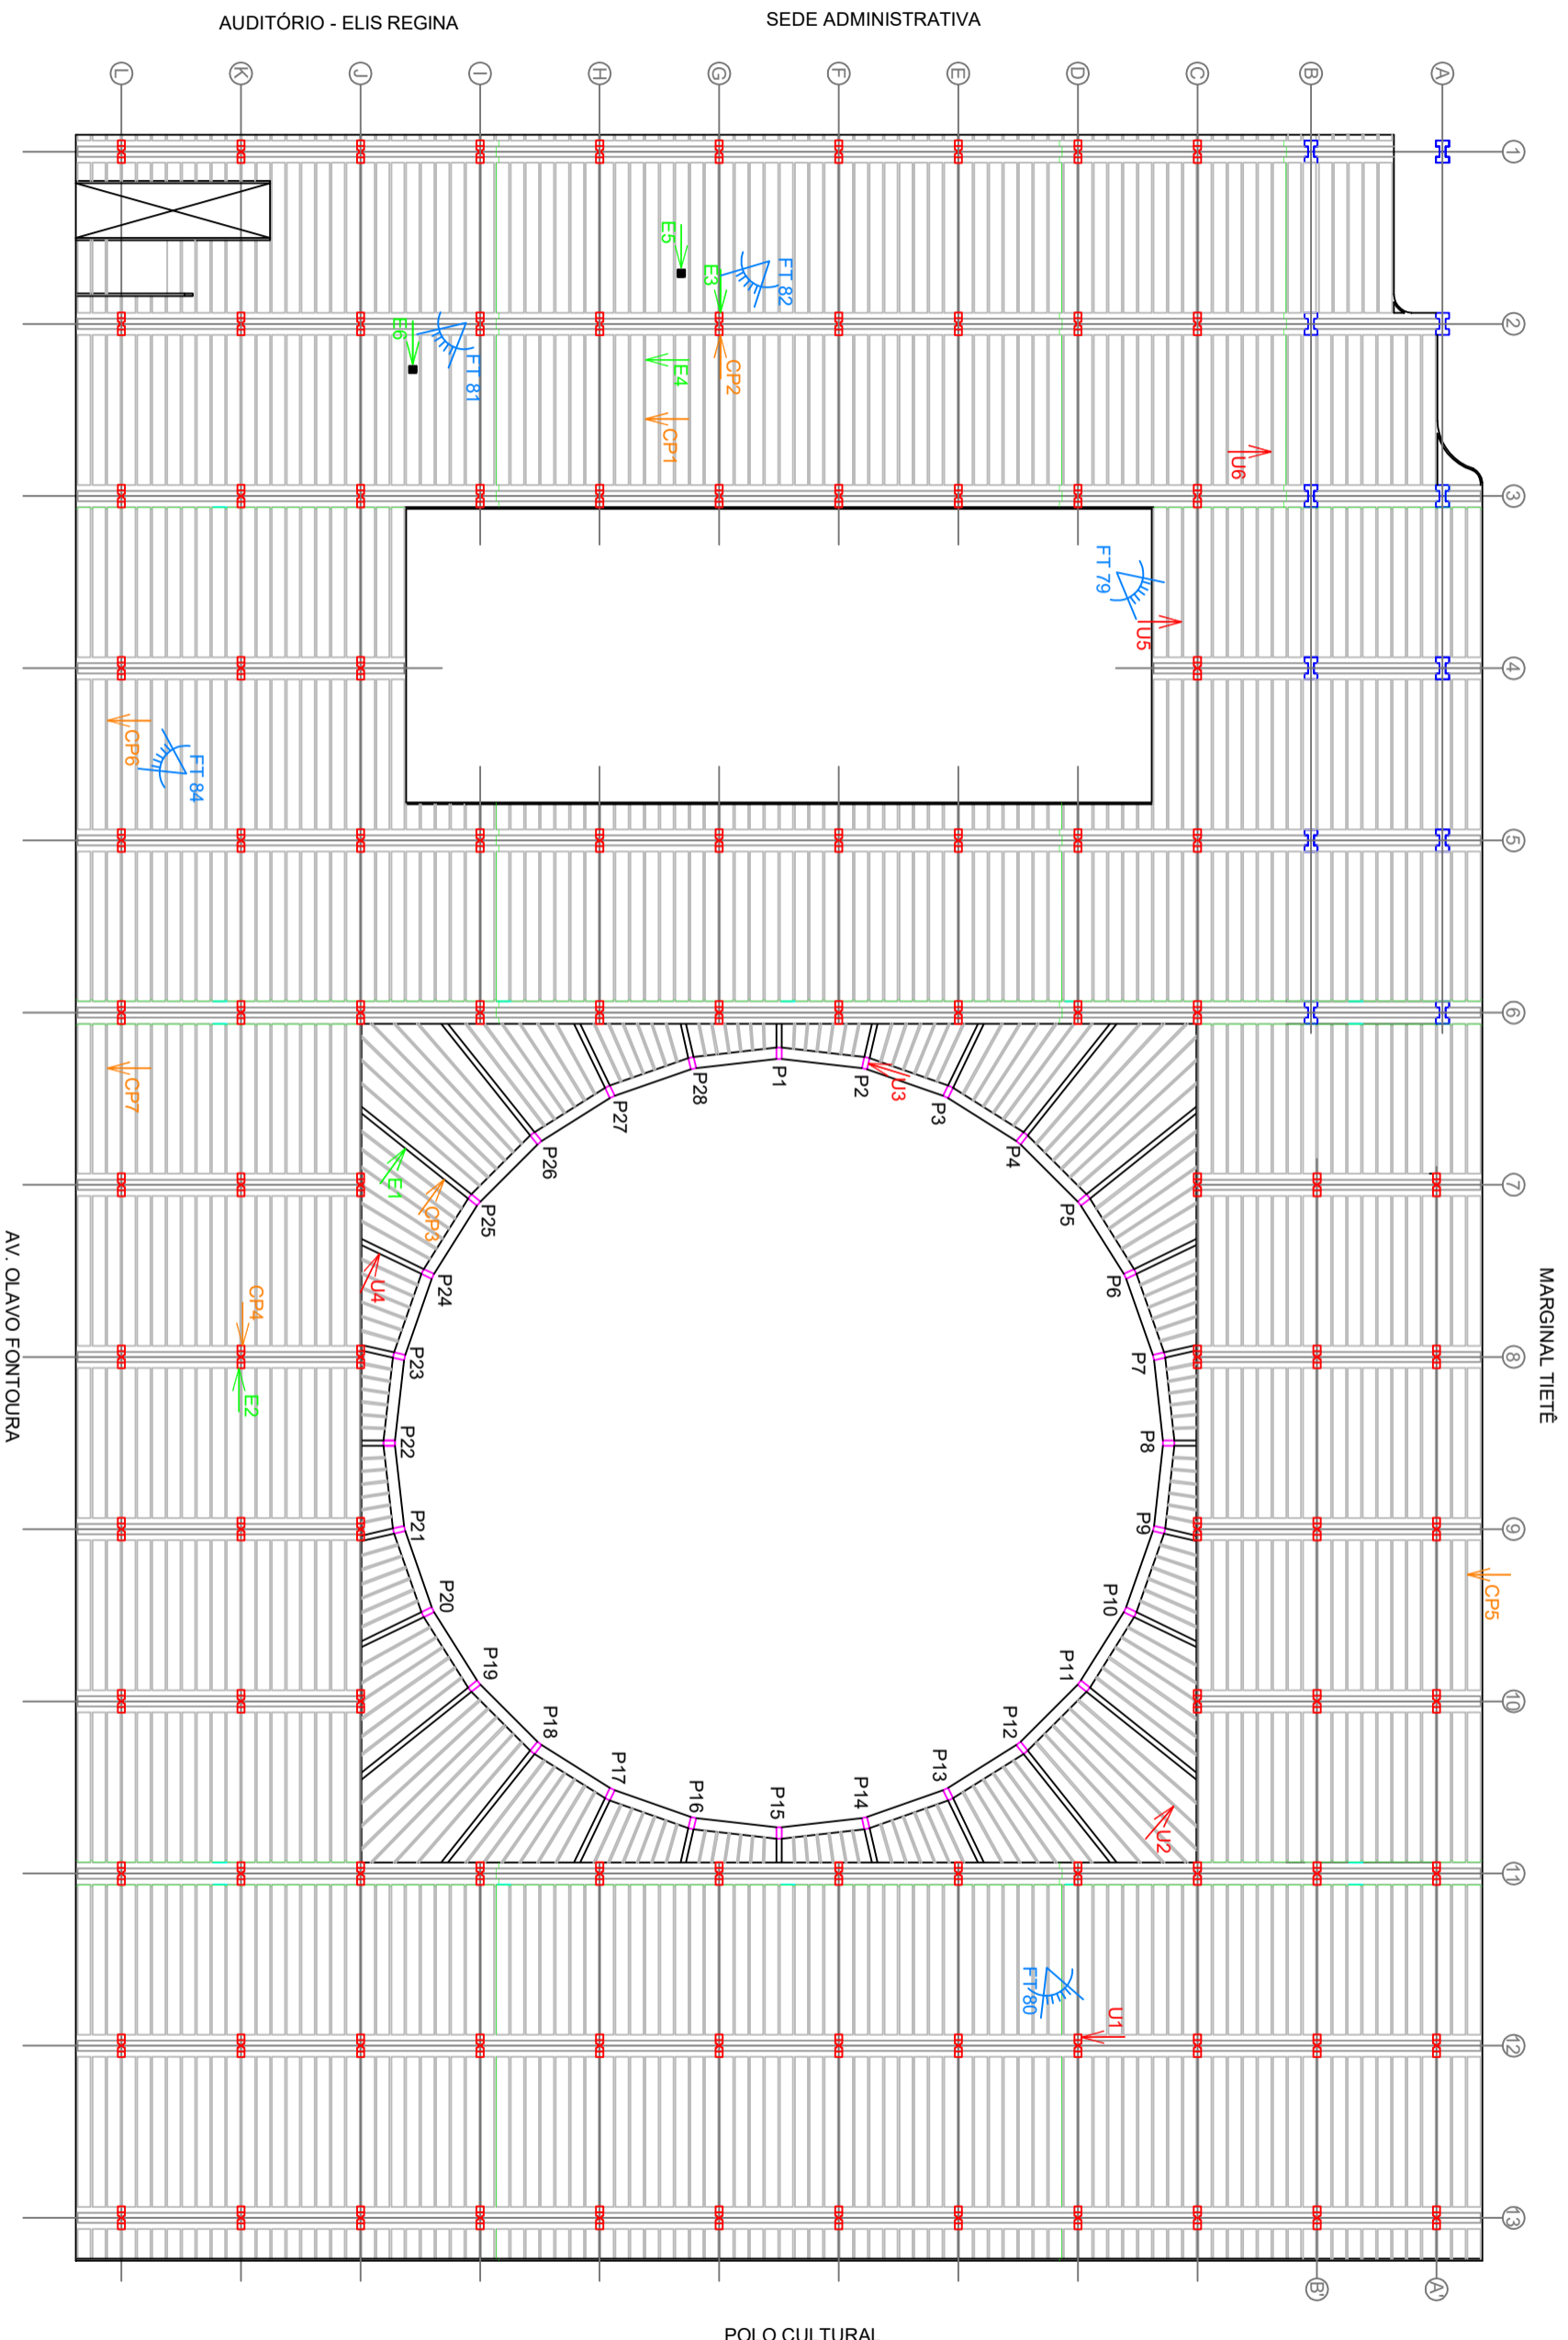 AUDITÓRIO - ELIS REGINA
SEDE ADMINISTRATIVA
L
K
J
I
H
G
F
E
D
C
B
A
1
2
3
4
5
6
7
8
9
10
11
12
13
E5
E3
FT 82
E6
FT 81
E4
CP2
CP1
U6
FT 79
U5
CP6
FT 84
CP7
U3
P1
P2
P3
P4
P5
P6
P7
P8
P9
P10
P11
P12
P13
P14
P15
P16
P17
P18
P19
P20
P21
P22
P23
P24
P25
P26
P27
P28
E1
CP3
U4
CP4
E2
CP5
U2
FT 80
U1
MARGINAL TIETÊ
AV. OLAVO FONTOURA
B'
A'
POLO CULTURAL